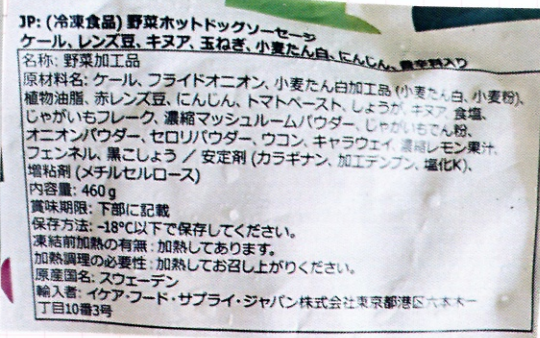 JP: (冷凍食品) 野菜ホットドッグソーセージ
ケール、レンズ豆、キヌア、玉ねぎ、小麦たん白、にんじん、香辛料入り
名称: 野菜加工品
原材料名: ケール、フライドオニオン、小麦たん白加工品 (小麦たん白、小麦粉)、
植物油脂、赤レンズ豆、にんじん、トマトペースト、しょうが、キヌア、食塩、
じゃがいもフレーク、濃縮マッシュルームパウダー、じゃがいもでん粉、
オニオンパウダー、セロリパウダー、ウコン、キャラウェイ、濃縮レモン果汁、
フェンネル、黒こしょう / 安定剤 (カラギナン、加工デンプン、塩化K)、
増粘剤 (メチルセルロース)
内容量: 460g
賞味期限: 下部に記載
保存方法: -18°C以下で保存してください。
凍結前加熱の有無: 加熱してあります。
加熱調理の必要性: 加熱してお召し上がりください。
原産国名: スウェーデン
輸入者: イケア・フード・サプライ・ジャパン株式会社東京都港区六本木一
丁目10番3号